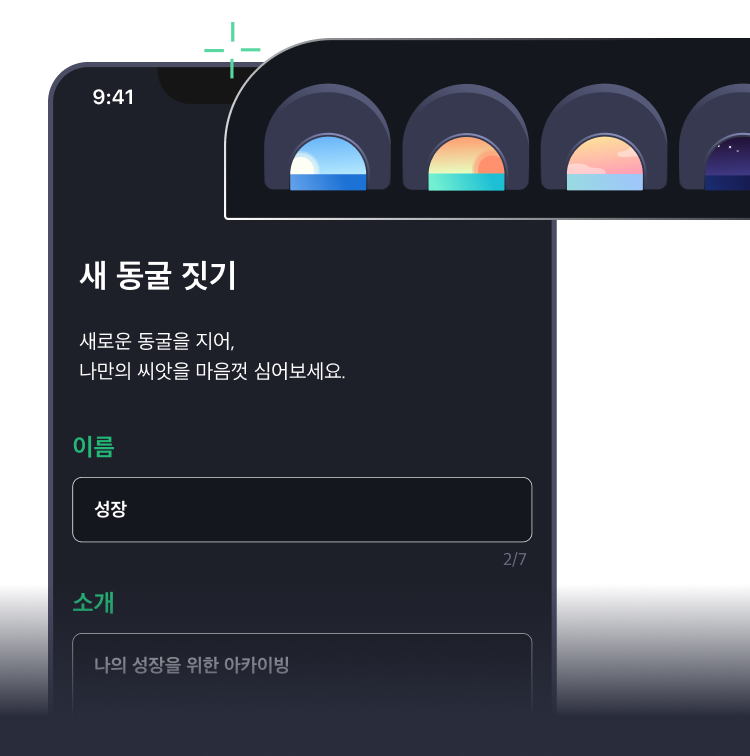 9:41
새 동굴 짓기
새로운 동굴을 지어,
나만의 씨앗을 마음껏 심어보세요.
이름
성장
2/7
소개
나의 성장을 위한 아카이빙